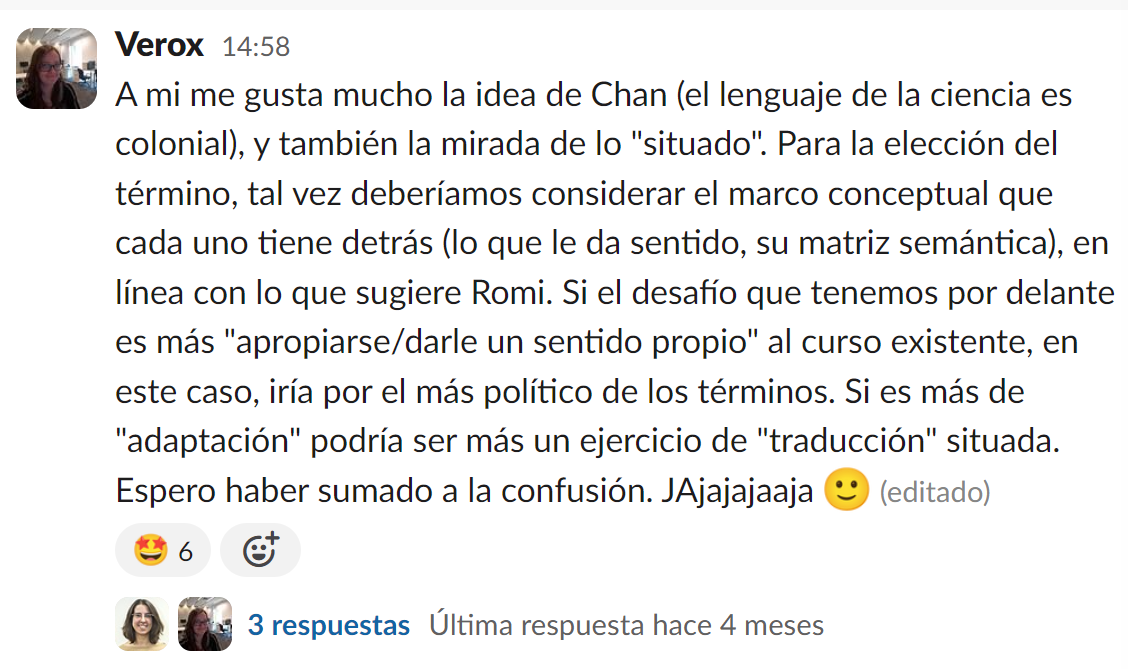 Verox 14:58
A mi me gusta mucho la idea de Chan (el lenguaje de la ciencia es
colonial), y también la mirada de lo "situado". Para la elección del
término, tal vez deberíamos considerar el marco conceptual que
cada uno tiene detrás (lo que le da sentido, su matriz semántica), en
línea con lo que sugiere Romi. Si el desafío que tenemos por delante
es más "apropiarse/darle un sentido propio" al curso existente, en
este caso, iría por el más político de los términos. Si es más de
"adaptación" podría ser más un ejercicio de "traducción" situada.
Espero haber sumado a la confusión. JAjajajaaja 🙂 (editado)
🤩 6
3 respuestas Última respuesta hace 4 meses